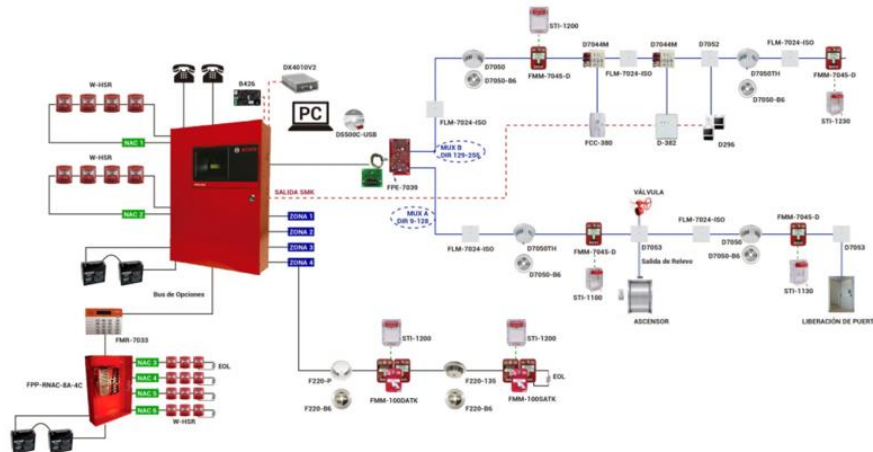 STI-1200
W-HSR
B426
DX4010V2
PC
DS500C-USB
D7050
D7050-B6
FMM-7045-D
D7044M
FLM-7024-ISO
D7044M
D7052
D7050TH
D7050-B6
FLM-7024-ISO
FMM-7045-D
STI-1230
FLM-7024-ISO
NAC 1
BOSCH
MUX B
DIR 129-255
FCC-380
D-382
D296
W-HSR
FPE-7039
SALIDA SMK
NAC 2
ZONA 1
ZONA 2
ZONA 3
ZONA 4
MUX A
DIR 9-128
VÁLVULA
FLM-7024-ISO
D7050TH
D7050-B6
FMM-7045-D
STI-1100
D7053
Salida de Relevo
ASCENSOR
FLM-7024-ISO
D7050
D7050-B6
FMM-7045-D
STI-1130
D7053
LIBERACIÓN DE PUERT
Bus de Opciones
FMR-7033
FPP-RNAC-8A-4C
NAC 3
NAC 4
NAC 5
NAC 6
EOL
W-HSR
STI-1200
STI-1200
F220-P
F220-B6
FMM-100DATK
F220-135
F220-B6
FMM-100SATK
EOL